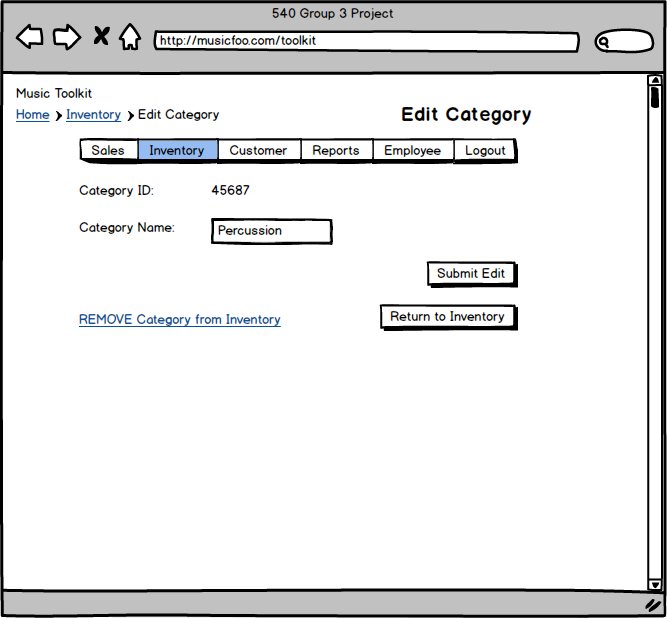 540 Group 3 Project
http://musicfoo.com/toolkit
Music Toolkit
Home > Inventory > Edit Category
Edit Category
Sales Inventory Customer Reports Employee Logout
Category ID: 45687
Category Name: Percussion
Submit Edit
REMOVE Category from Inventory
Return to Inventory